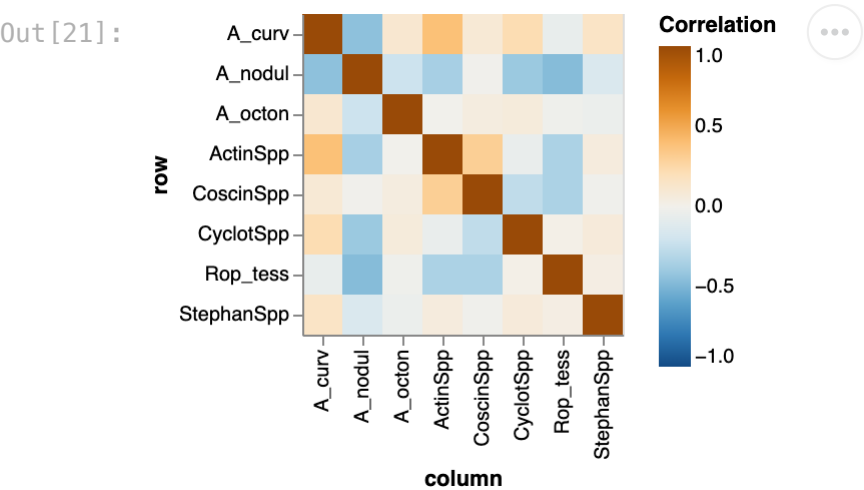 Out[21]:
Correlation
A_curv
A_nodul
A_octon
ActinSpp
CoscinSpp
CyclotSpp
Rop_tess
StephanSpp
row
1.0
0.5
0.0
−0.5
−1.0
A_curv
A_nodul
A_octon
ActinSpp
CoscinSpp
CyclotSpp
Rop_tess
StephanSpp
column